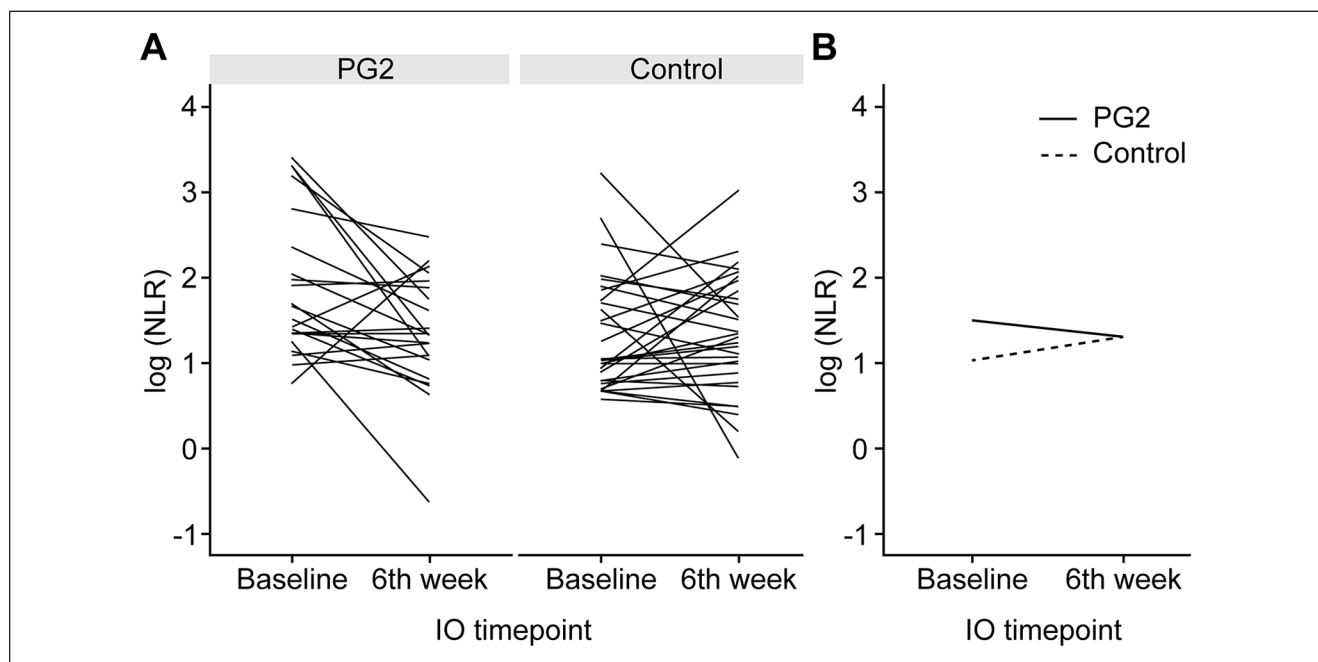 A
PG2
Control
log (NLR)
4
3
2
1
0
-1
Baseline
6th week
Baseline
6th week
IO timepoint
B
PG2
Control
log (NLR)
4
3
2
1
0
-1
Baseline
6th week
IO timepoint